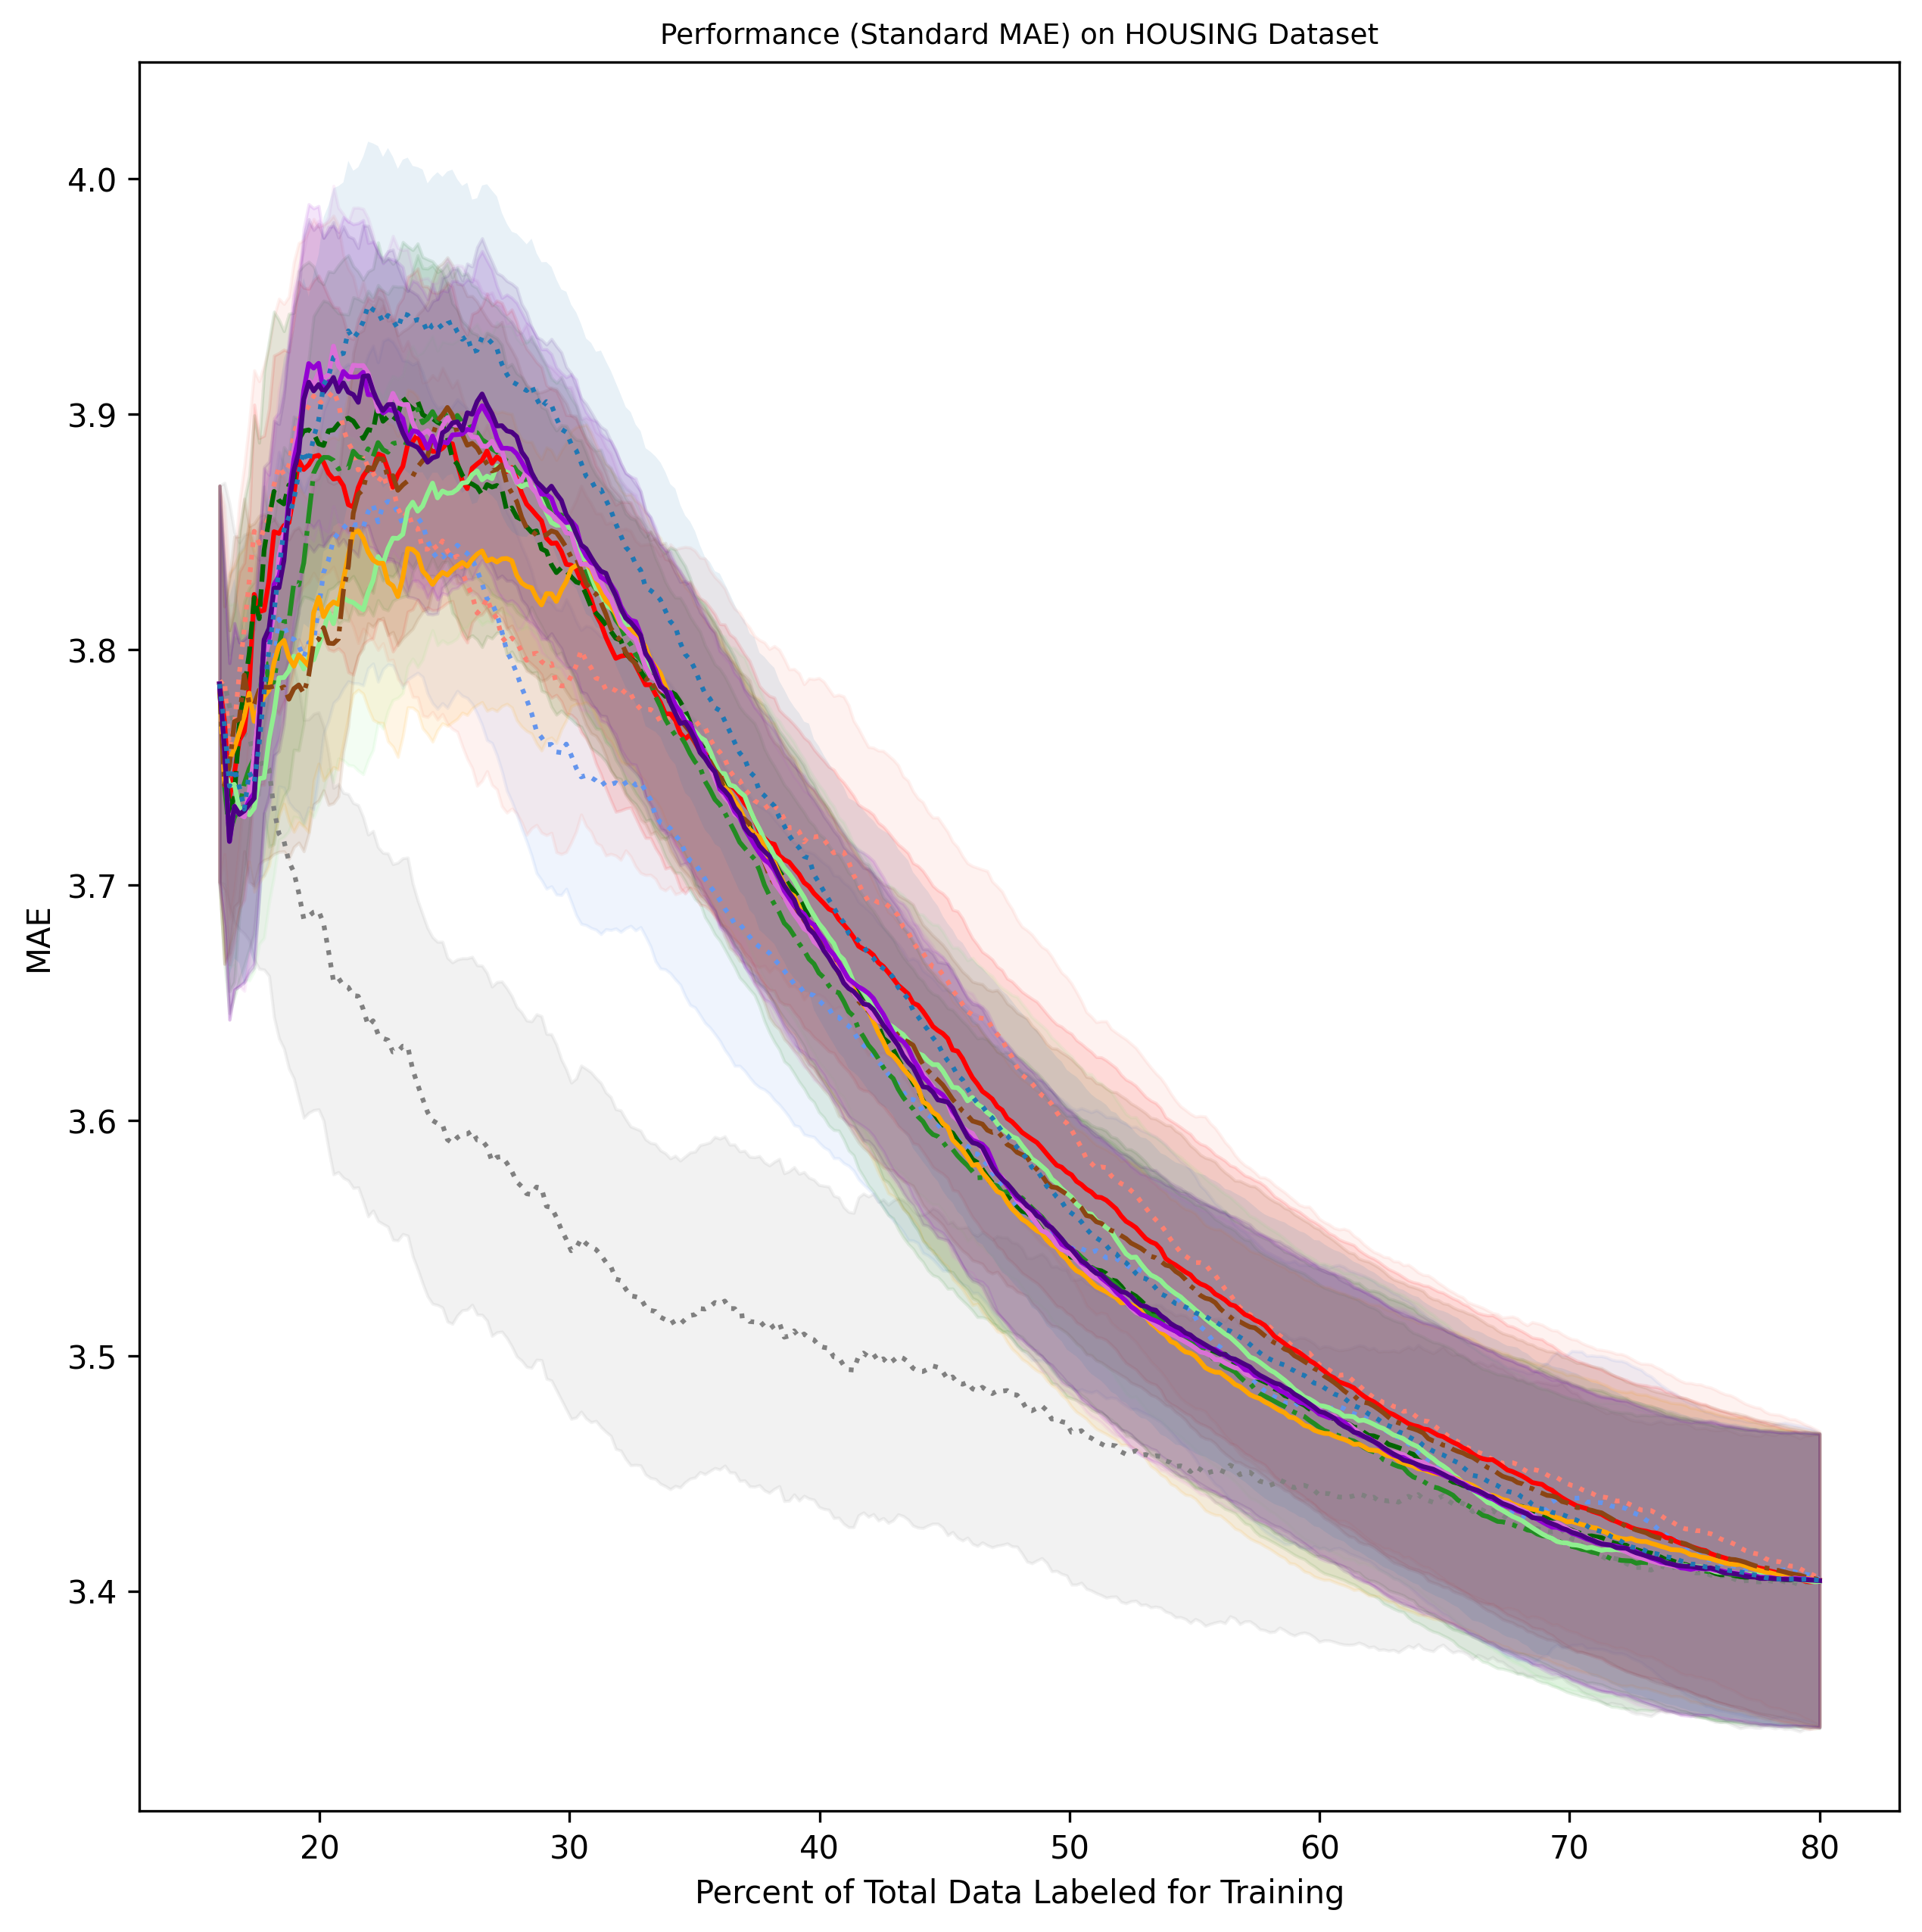 Performance (Standard MAE) on HOUSING Dataset
MAE
4.0
3.9
3.8
3.7
3.6
3.5
3.4
20 30 40 50 60 70 80
Percent of Total Data Labeled for Training